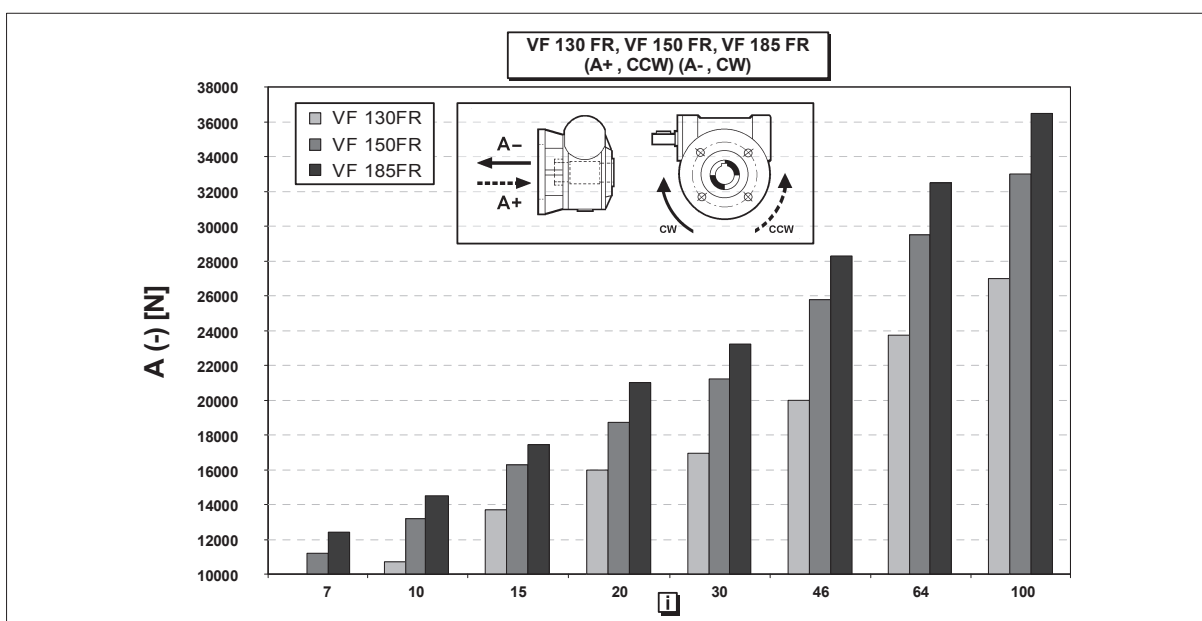 VF 130 FR, VF 150 FR, VF 185 FR
(A+ , CCW) (A- , CW)
38000
36000
34000
32000
30000
28000
26000
24000
22000
20000
18000
16000
14000
12000
10000
A (-) [N]
VF 130FR
VF 150FR
VF 185FR
A−
A+
CW
CCW
7 10 15 20 30 46 64 100
i